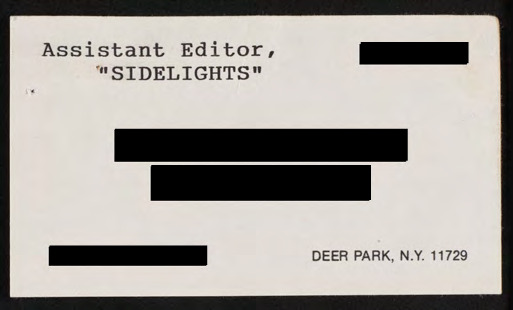 Assistant Editor,
"SIDELIGHTS"
DEER PARK, N.Y. 11729